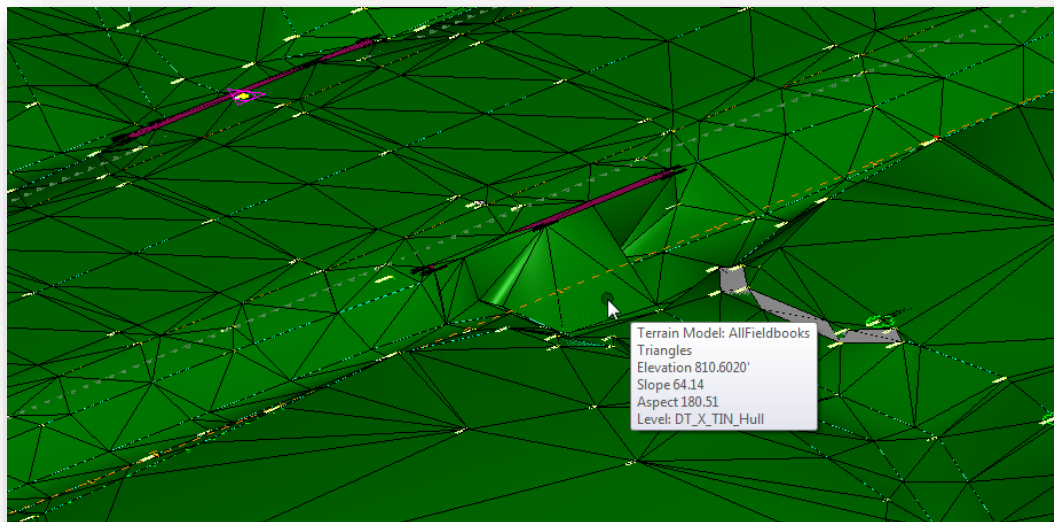 Terrain Model: AllFieldbooks
Triangles
Elevation 810.6020'
Slope 64.14
Aspect 180.51
Level: DT_X_TIN_Hull